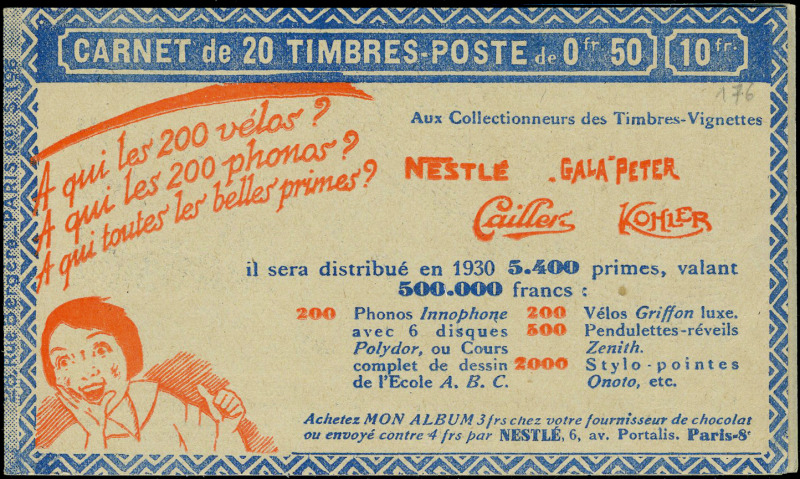 CARNET de 20 TIMBRES-POSTE de 0fr 50 10fr.
176
A qui les 200 vélos ?
A qui les 200 phonos ?
A qui toutes les belles primes ?
Aux Collectionneurs des Timbres-Vignettes
NESTLÉ GALA PETER
Cailler KOHLER
il sera distribué en 1930 5.400 primes, valant
500.000 francs :
200 Phonos Innophone
avec 6 disques
Polydor, ou Cours
complet de dessin
de l'Ecole A. B. C.
200 Vélos Griffon luxe.
500 Pendulettes-réveils
Zenith.
2000 Stylo-pointes
Onoto, etc.
Achetez MON ALBUM 3 frs chez votre fournisseur de chocolat
ou envoyé contre 4 frs par NESTLÉ, 6, av. Portalis. Paris-8e